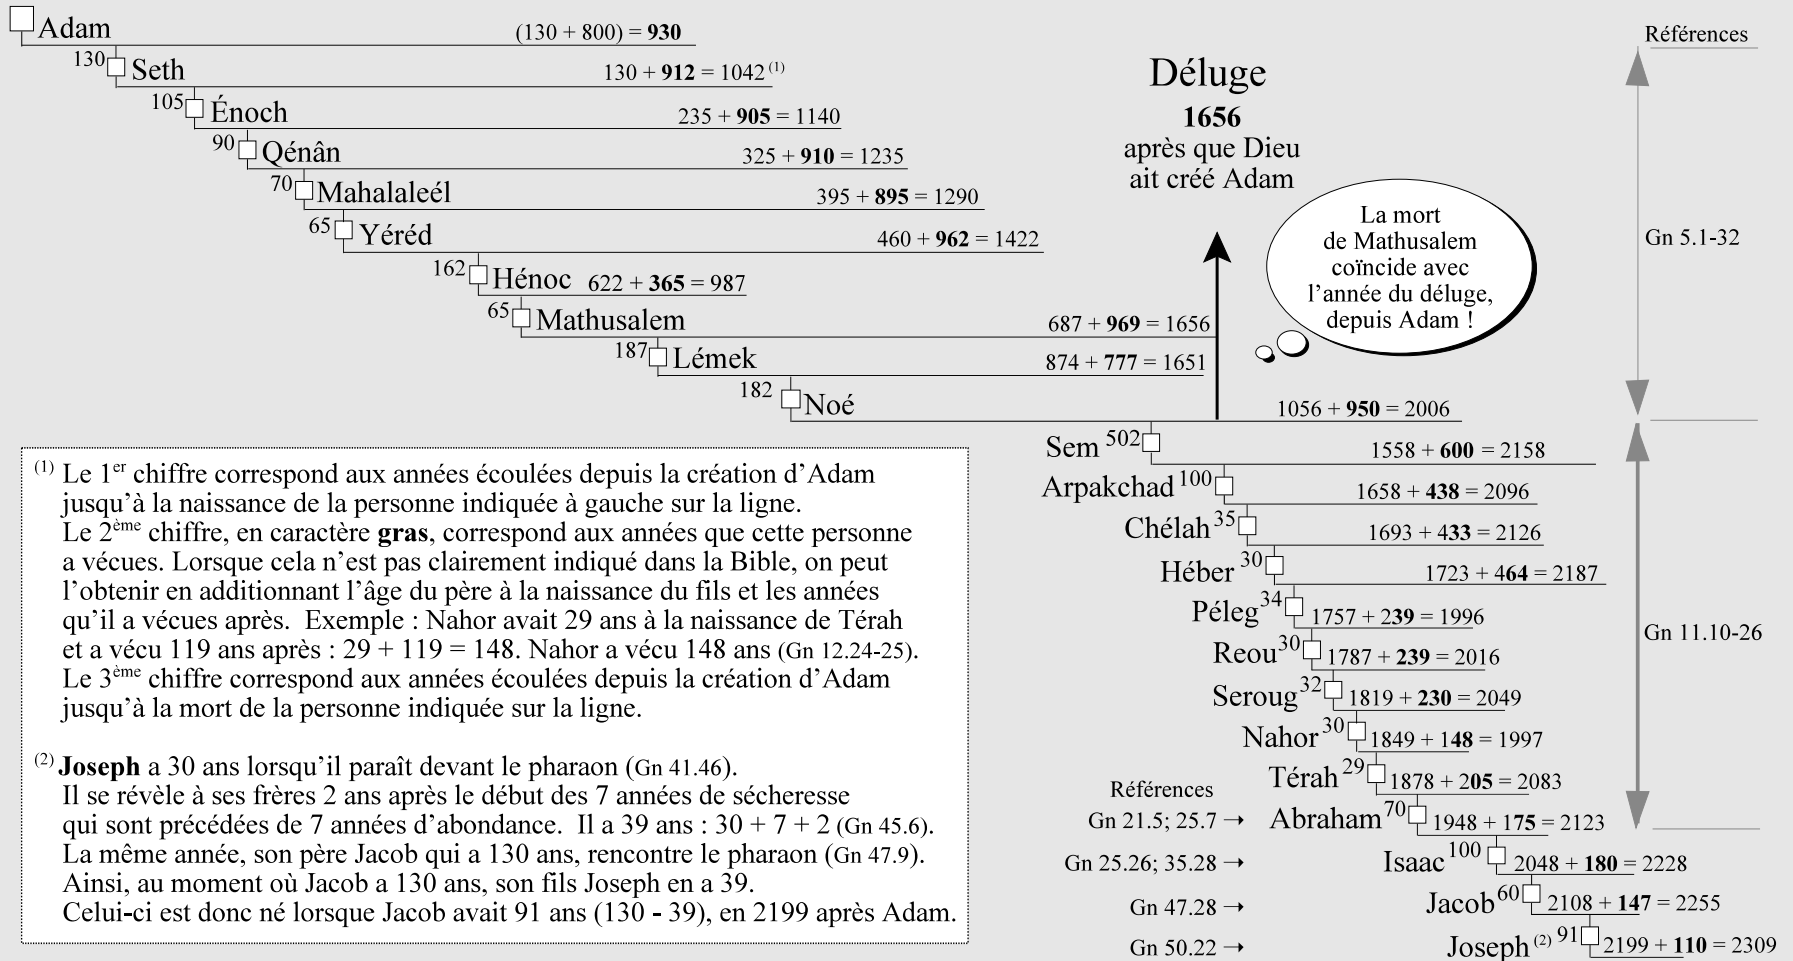 Adam (130 + 800) = 930
130 Seth 130 + 912 = 1042 (1)
105 Énoch 235 + 905 = 1140
90 Qénân 325 + 910 = 1235
70 Mahalaleél 395 + 895 = 1290
65 Yéréd 460 + 962 = 1422
162 Hénoc 622 + 365 = 987
65 Mathusalem 687 + 969 = 1656
187 Lémek 874 + 777 = 1651
182 Noé 1056 + 950 = 2006
Déluge
1656
après que Dieu
ait créé Adam
La mort
de Mathusalem
coïncide avec
l'année du déluge,
depuis Adam !
Références
Gn 5.1-32
Sem 502 1558 + 600 = 2158
Arpakchad 100 1658 + 438 = 2096
Chélah 35 1693 + 433 = 2126
Héber 30 1723 + 464 = 2187
Péleg 34 1757 + 239 = 1996
Reou 30 1787 + 239 = 2016
Seroug 32 1819 + 230 = 2049
Nahor 30 1849 + 148 = 1997
Térah 29 1878 + 205 = 2083
Gn 11.10-26
Références
Gn 21.5; 25.7 → Abraham 70 1948 + 175 = 2123
Gn 25.26; 35.28 → Isaac 100 2048 + 180 = 2228
Gn 47.28 → Jacob 60 2108 + 147 = 2255
Gn 50.22 → Joseph (2) 91 2199 + 110 = 2309
(1) Le 1er chiffre correspond aux années écoulées depuis la création d'Adam
jusqu'à la naissance de la personne indiquée à gauche sur la ligne.
Le 2ème chiffre, en caractère gras, correspond aux années que cette personne
a vécues. Lorsque cela n'est pas clairement indiqué dans la Bible, on peut
l'obtenir en additionnant l'âge du père à la naissance du fils et les années
qu'il a vécues après. Exemple : Nahor avait 29 ans à la naissance de Térah
et a vécu 119 ans après : 29 + 119 = 148. Nahor a vécu 148 ans (Gn 12.24-25).
Le 3ème chiffre correspond aux années écoulées depuis la création d'Adam
jusqu'à la mort de la personne indiquée sur la ligne.
(2) Joseph a 30 ans lorsqu'il paraît devant le pharaon (Gn 41.46).
Il se révèle à ses frères 2 ans après le début des 7 années de sécheresse
qui sont précédées de 7 années d'abondance. Il a 39 ans : 30 + 7 + 2 (Gn 45.6).
La même année, son père Jacob qui a 130 ans, rencontre le pharaon (Gn 47.9).
Ainsi, au moment où Jacob a 130 ans, son fils Joseph en a 39.
Celui-ci est donc né lorsque Jacob avait 91 ans (130 - 39), en 2199 après Adam.